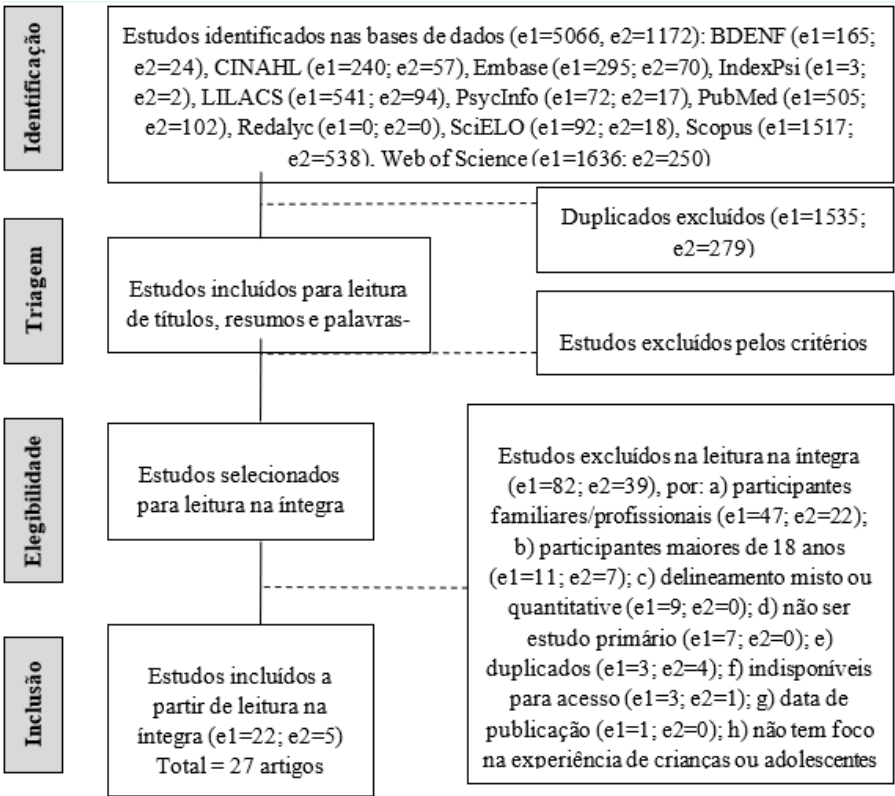 Identificação
Estudos identificados nas bases de dados (e1=5066, e2=1172): BDENF (e1=165;
e2=24), CINAHL (e1=240; e2=57), Embase (e1=295; e2=70), IndexPsi (e1=3;
e2=2), LILACS (e1=541; e2=94), PsycInfo (e1=72; e2=17), PubMed (e1=505;
e2=102), Redalyc (e1=0; e2=0), SciELO (e1=92; e2=18), Scopus (e1=1517;
e2=538), Web of Science (e1=1636; e2=250)
Duplicados excluídos (e1=1535;
e2=279)
Triagem
Estudos incluídos para leitura
de títulos, resumos e palavras-
Estudos excluídos pelos critérios
Elegibilidade
Estudos selecionados
para leitura na íntegra
Estudos excluídos na leitura na íntegra
(e1=82; e2=39), por: a) participantes
familiares/profissionais (e1=47; e2=22);
b) participantes maiores de 18 anos
(e1=11; e2=7); c) delineamento misto ou
quantitative (e1=9; e2=0); d) não ser
estudo primário (e1=7; e2=0); e)
duplicados (e1=3; e2=4); f) indisponíveis
para acesso (e1=3; e2=1); g) data de
publicação (e1=1; e2=0); h) não tem foco
na experiência de crianças ou adolescentes
Inclusão
Estudos incluídos a
partir de leitura na
íntegra (e1=22; e2=5)
Total = 27 artigos